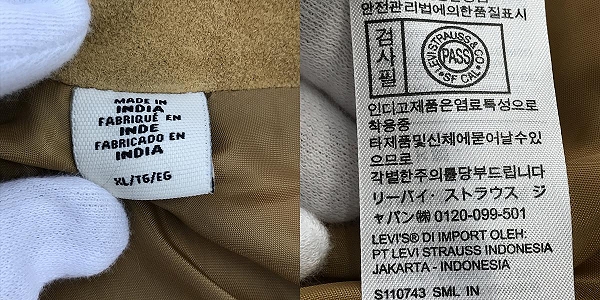 MADE IN
INDIA
FABRIQUÉ EN
INDE
FABRICADO EN
INDIA
XL/TG/EG
안전관리법에의한품질표시
검사필
LEVI STRAUSS & CO.
PASS
SF CAL
인디고제품은염료특성으로
착용중
타제품및신체에묻어날수있
으므로
각별한주의를당부드립니다
リーバイ・ストラウス ジ
ャパン㈱ 0120-099-501
LEVI'S® DI IMPORT OLEH:
PT LEVI STRAUSS INDONESIA
JAKARTA - INDONESIA
S110743 SML IN